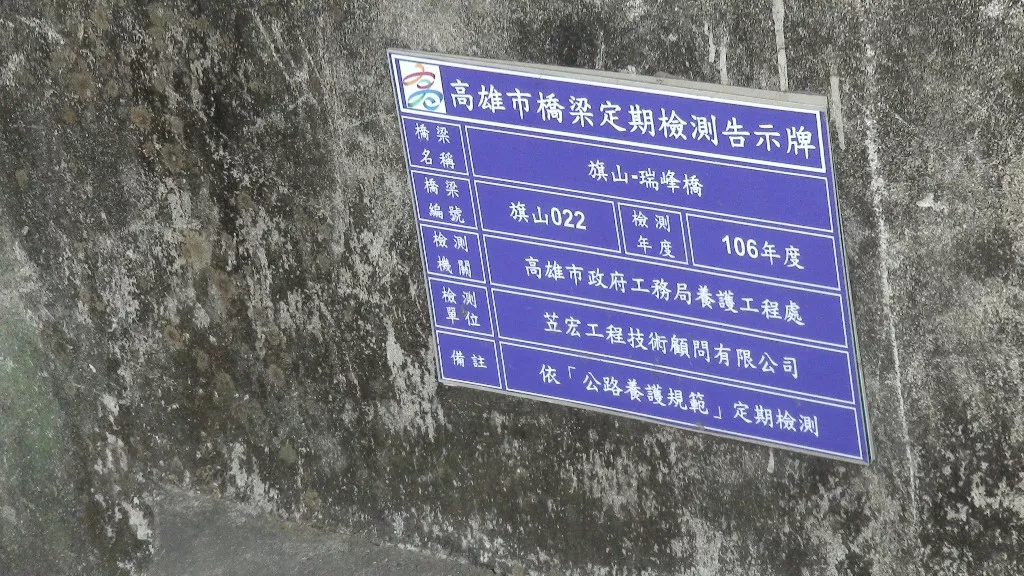 高雄市橋梁定期檢測告示牌
橋梁名稱 旗山-瑞峰橋
橋梁編號 旗山022 檢測年度 106年度
檢測機關 高雄市政府工務局養護工程處
檢測單位 笠宏工程技術顧問有限公司
備註 依「公路養護規範」定期檢測